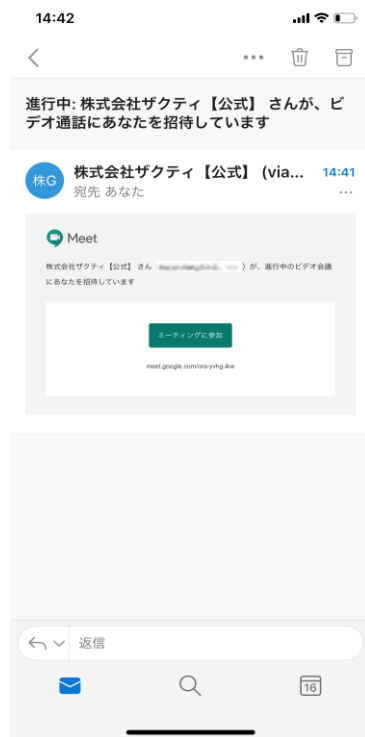 14:42
進行中: 株式会社ザクティ【公式】 さんが、ビ
デオ通話にあなたを招待しています
株G
株式会社ザクティ【公式】 (via...
14:41
宛先 あなた
Meet
株式会社ザクティ【公式】 さん
）が、進行中のビデオ会議
にあなたを招待しています
ミーティングに参加
meet.google.com/ora-yvhg-ikw
返信
16